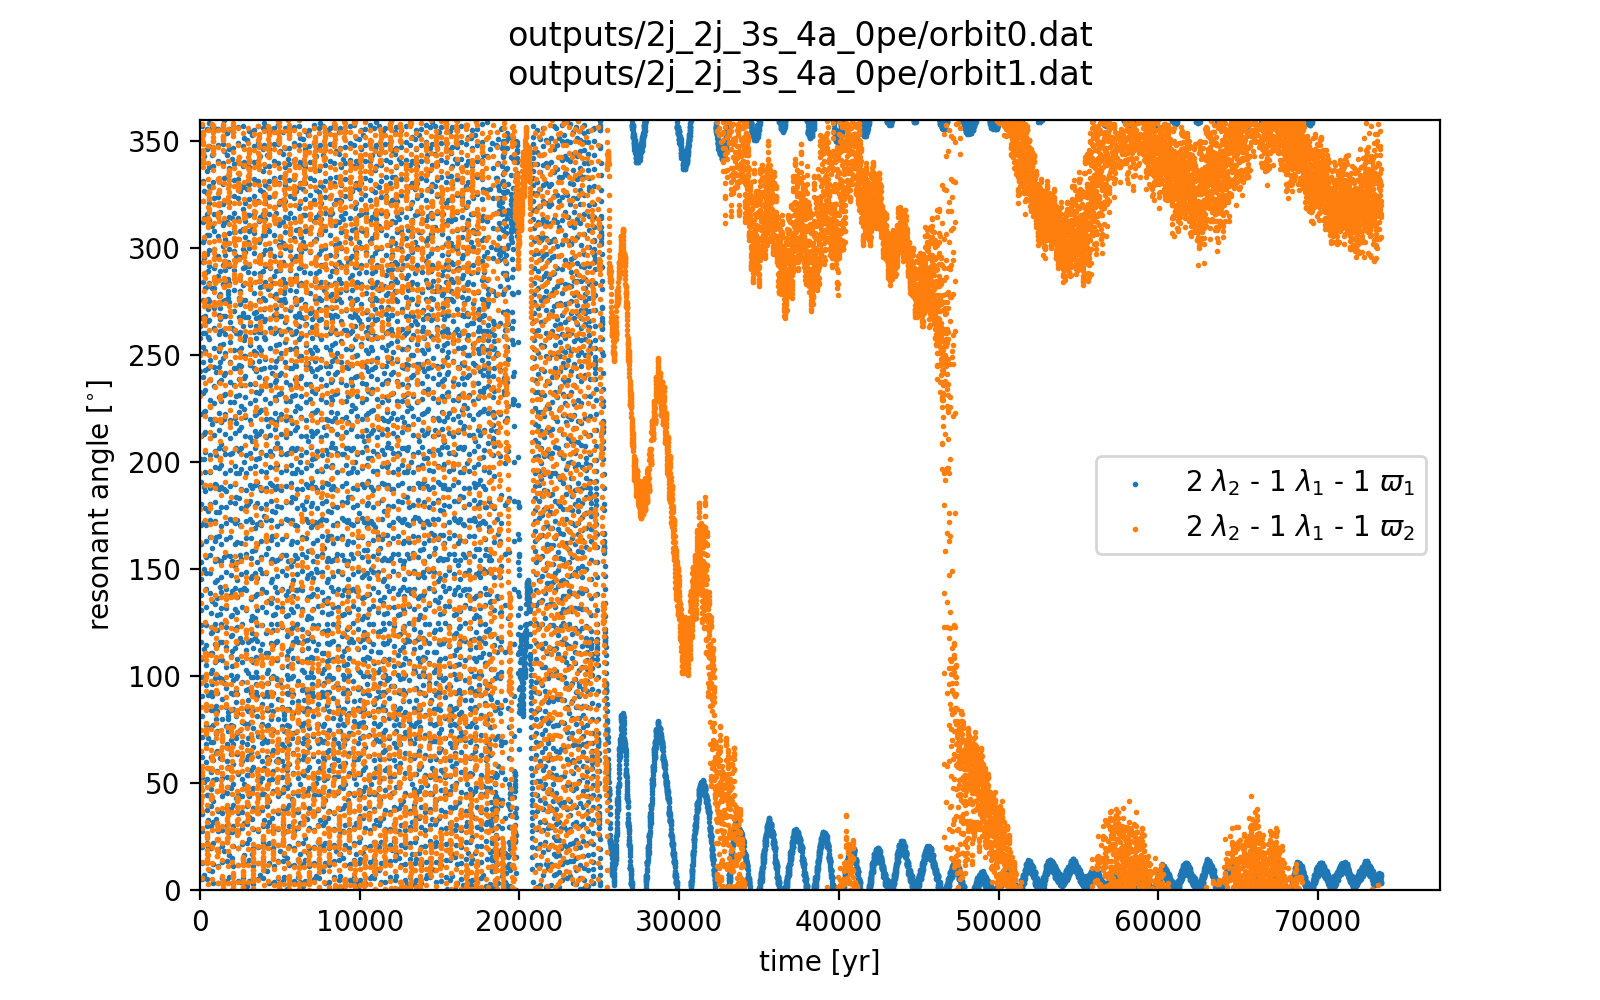 outputs/2j_2j_3s_4a_0pe/orbit0.dat
outputs/2j_2j_3s_4a_0pe/orbit1.dat
350
300
250
200
150
100
50
0
resonant angle [°]
2 λ₂ - 1 λ₁ - 1 ϖ₁
2 λ₂ - 1 λ₁ - 1 ϖ₂
0 10000 20000 30000 40000 50000 60000 70000
time [yr]